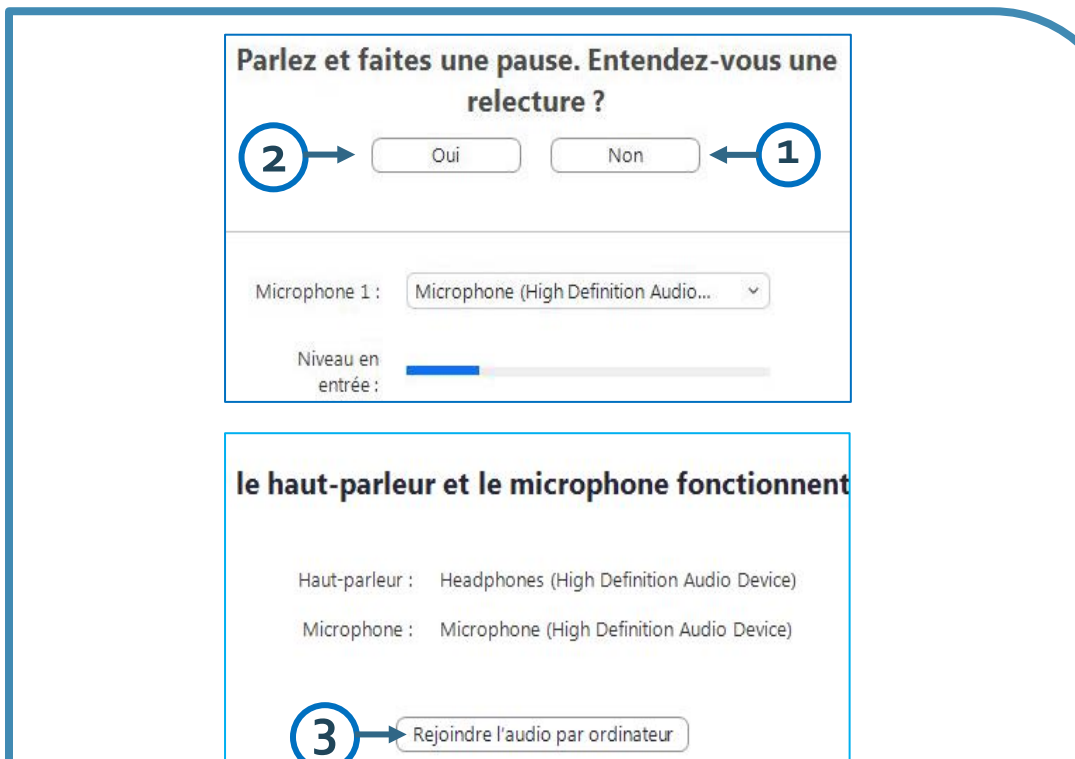 Parlez et faites une pause. Entendez-vous une
relecture ?
2 Oui Non 1
Microphone 1 : Microphone (High Definition Audio...
Niveau en
entrée :
le haut-parleur et le microphone fonctionnent
Haut-parleur : Headphones (High Definition Audio Device)
Microphone : Microphone (High Definition Audio Device)
3 Rejoindre l'audio par ordinateur